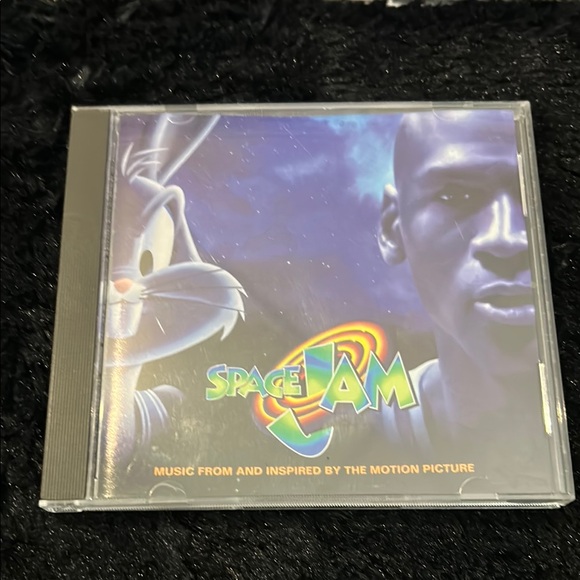 SPACE JAM
MUSIC FROM AND INSPIRED BY THE MOTION PICTURE